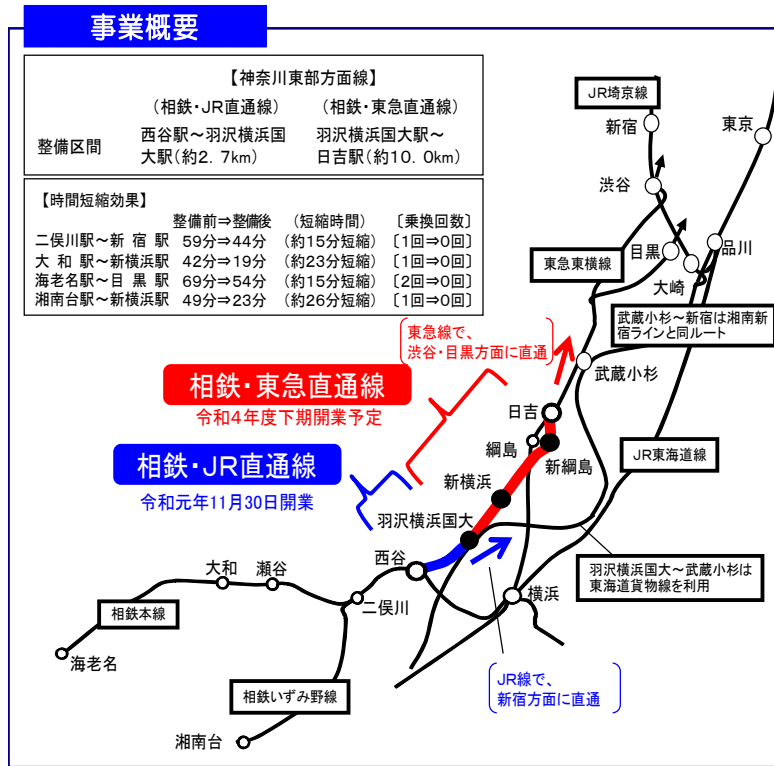 事業概要
【神奈川東部方面線】
(相鉄・JR直通線) (相鉄・東急直通線)
整備区間 西谷駅～羽沢横浜国 羽沢横浜国大駅～
大駅(約2.7km) 日吉駅(約10.0km)
【時間短縮効果】
整備前⇒整備後 (短縮時間) 〔乗換回数〕
二俣川駅～新宿駅 59分⇒44分 (約15分短縮) 〔1回⇒0回〕
大和駅～新横浜駅 42分⇒19分 (約23分短縮) 〔1回⇒0回〕
海老名駅～目黒駅 69分⇒54分 (約15分短縮) 〔2回⇒0回〕
湘南台駅～新横浜駅 49分⇒23分 (約26分短縮) 〔1回⇒0回〕
JR埼京線
新宿
東京
渋谷
目黒
品川
東急東横線
大崎
武蔵小杉～新宿は湘南新
宿ラインと同ルート
東急線で、
渋谷・目黒方面に直通
武蔵小杉
相鉄・東急直通線
令和4年度下期開業予定
日吉
綱島
新綱島
JR東海道線
相鉄・JR直通線
令和元年11月30日開業
新横浜
羽沢横浜国大
西谷
羽沢横浜国大～武蔵小杉は
東海道貨物線を利用
大和
瀬谷
二俣川
横浜
相鉄本線
海老名
JR線で、
新宿方面に直通
相鉄いずみ野線
湘南台